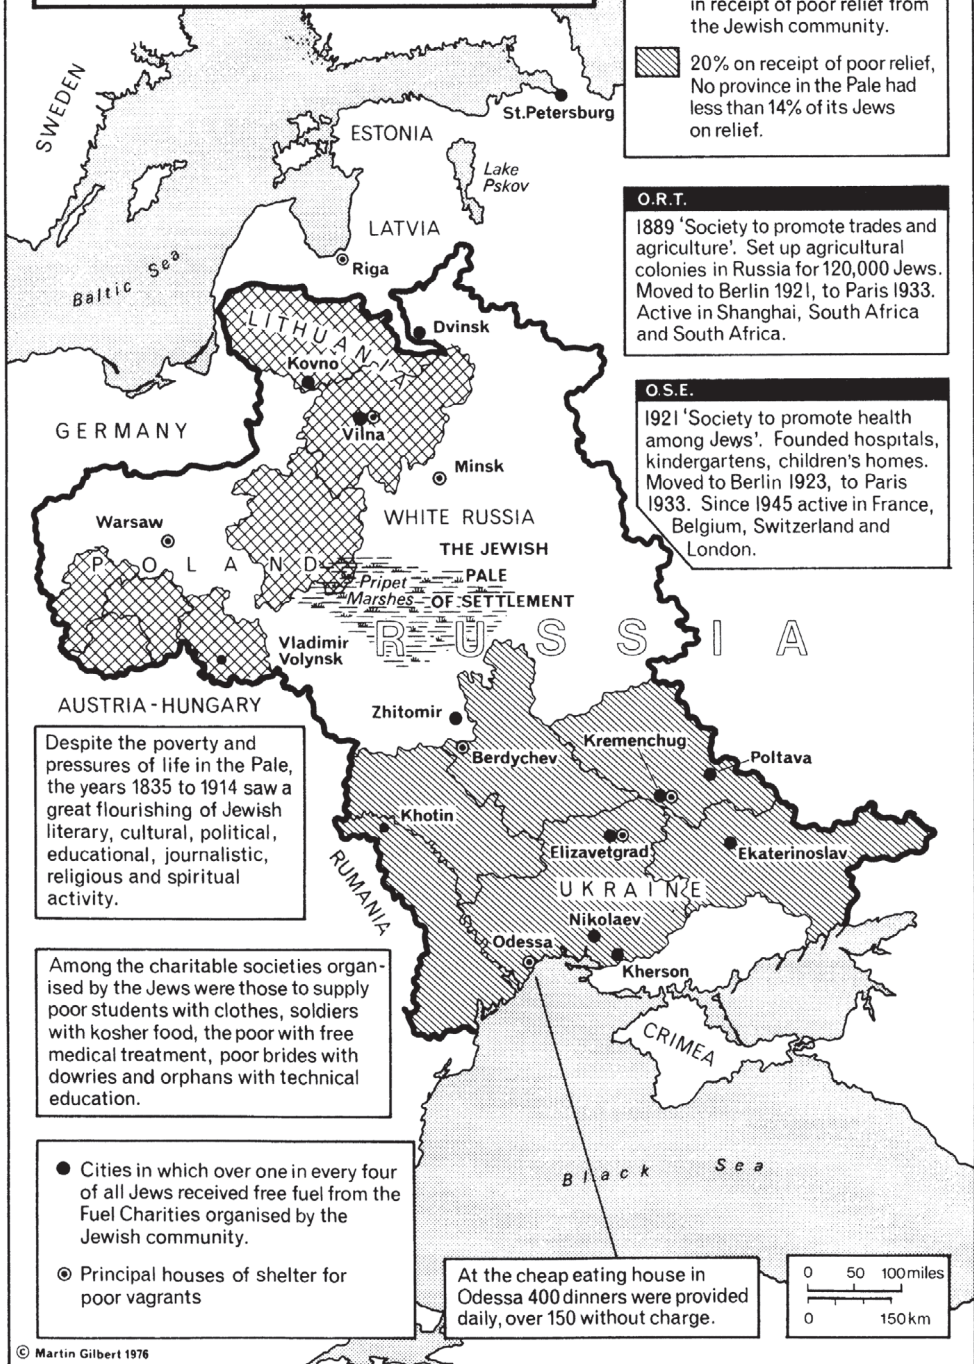 in receipt of poor relief from
the Jewish community.
20% on receipt of poor relief,
No province in the Pale had
less than 14% of its Jews
on relief.
SWEDEN
St.Petersburg
ESTONIA
Lake
Pskov
LATVIA
Riga
Baltic Sea
O.R.T.
1889 'Society to promote trades and
agriculture'. Set up agricultural
colonies in Russia for 120,000 Jews.
Moved to Berlin 1921, to Paris 1933.
Active in Shanghai, South Africa
and South Africa.
LITHUANIA
Dvinsk
Kovno
Vilna
GERMANY
Minsk
O.S.E.
1921 'Society to promote health
among Jews'. Founded hospitals,
kindergartens, children's homes.
Moved to Berlin 1923, to Paris
1933. Since 1945 active in France,
Belgium, Switzerland and
London.
Warsaw
WHITE RUSSIA
POLAND
THE JEWISH
PALE
OF SETTLEMENT
Pripet
Marshes
RUSSIA
Vladimir
Volynsk
AUSTRIA-HUNGARY
Zhitomir
Berdychev
Kremenchug
Poltava
Khotin
Elizavetgrad
Ekaterinoslav
UKRAINE
RUMANIA
Nikolaev
Odessa
Kherson
CRIMEA
Despite the poverty and
pressures of life in the Pale,
the years 1835 to 1914 saw a
great flourishing of Jewish
literary, cultural, political,
educational, journalistic,
religious and spiritual
activity.
Among the charitable societies organ-
ised by the Jews were those to supply
poor students with clothes, soldiers
with kosher food, the poor with free
medical treatment, poor brides with
dowries and orphans with technical
education.
Black Sea
Cities in which over one in every four
of all Jews received free fuel from the
Fuel Charities organised by the
Jewish community.
Principal houses of shelter for
poor vagrants
At the cheap eating house in
Odessa 400 dinners were provided
daily, over 150 without charge.
0 50 100 miles
0 150 km
© Martin Gilbert 1976